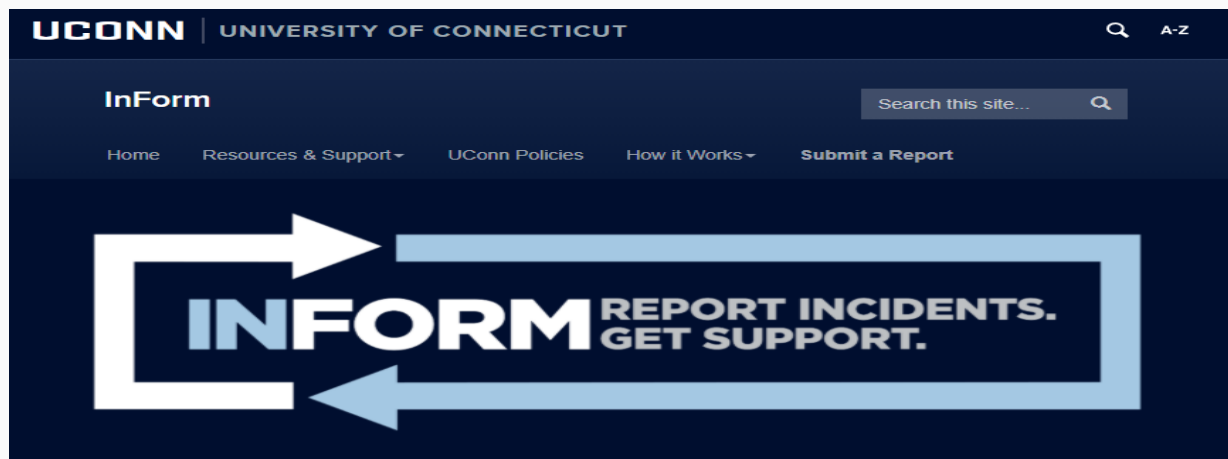 UCONN UNIVERSITY OF CONNECTICUT A-Z
InForm
Search this site...
Home Resources & Support UConn Policies How it Works Submit a Report
INFORM REPORT INCIDENTS.
GET SUPPORT.